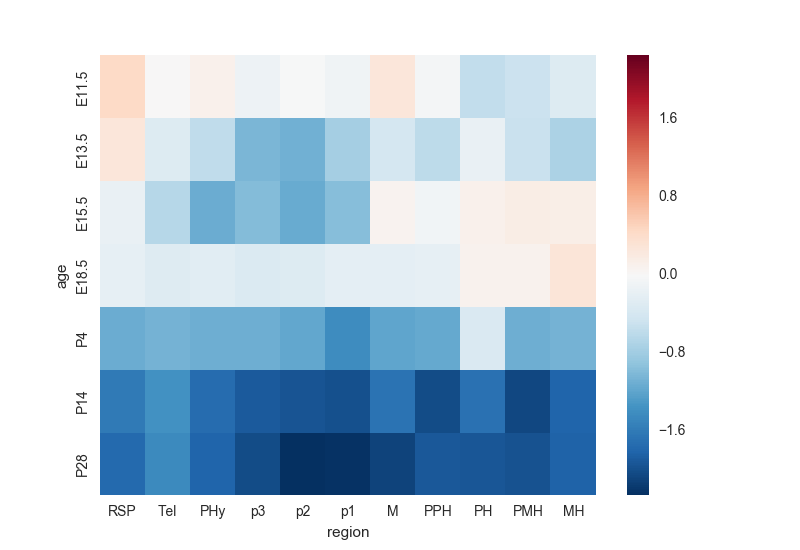 age
E11.5
E13.5
E15.5
E18.5
P4
P14
P28
RSP Tel PHy p3 p2 p1 M PPH PH PMH MH
region
1.6
0.8
0.0
−0.8
−1.6